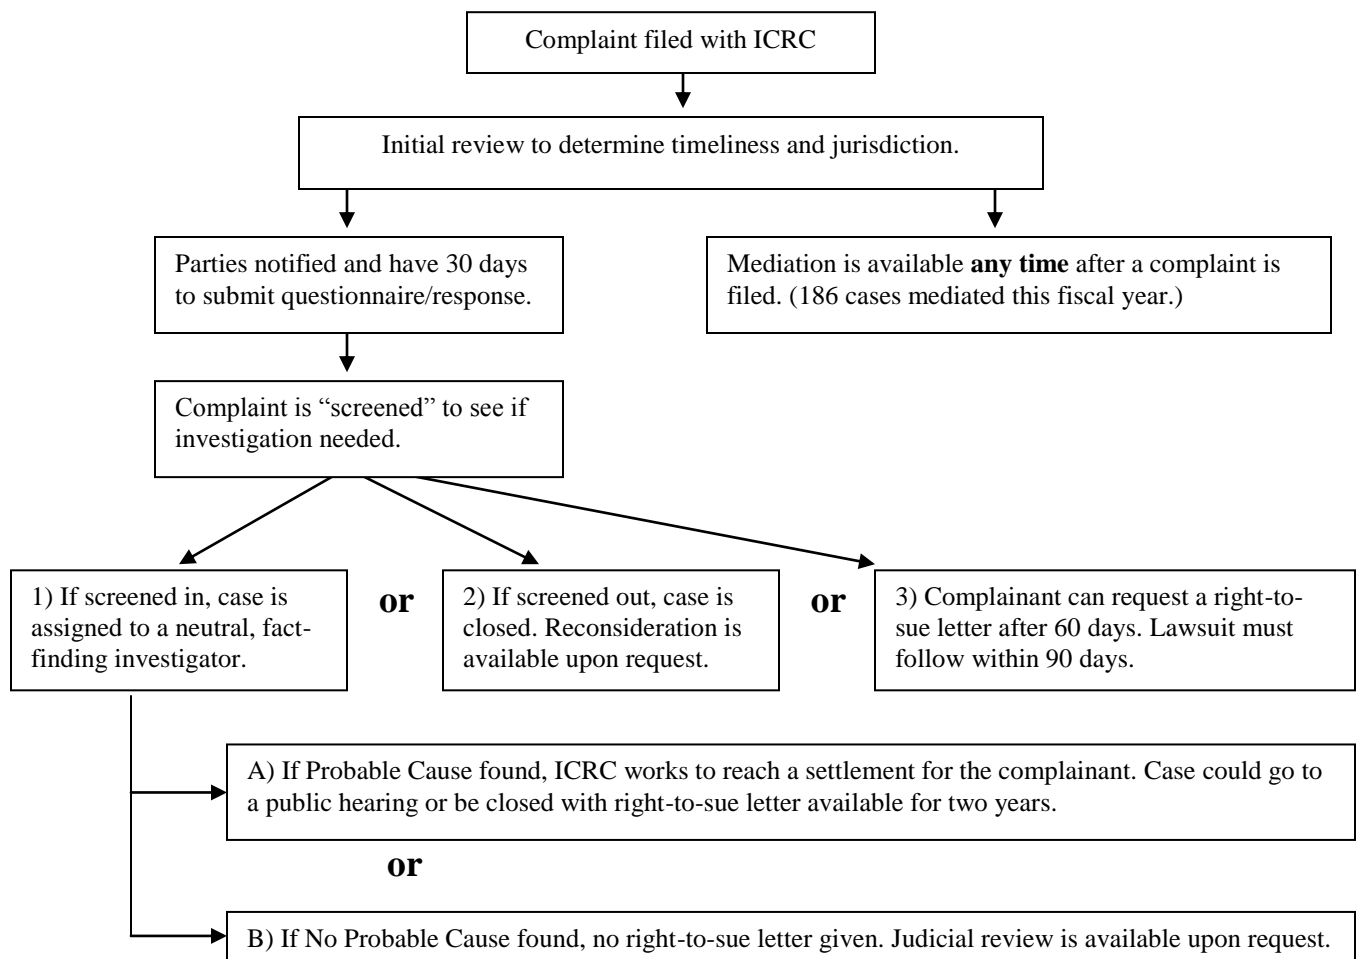 Complaint filed with ICRC
Initial review to determine timeliness and jurisdiction.
Parties notified and have 30 days
to submit questionnaire/response.
Mediation is available any time after a complaint is
filed. (186 cases mediated this fiscal year.)
Complaint is “screened” to see if
investigation needed.
1) If screened in, case is
assigned to a neutral, fact-
finding investigator.
or
2) If screened out, case is
closed. Reconsideration is
available upon request.
or
3) Complainant can request a right-to-
sue letter after 60 days. Lawsuit must
follow within 90 days.
A) If Probable Cause found, ICRC works to reach a settlement for the complainant. Case could go to
a public hearing or be closed with right-to-sue letter available for two years.
or
B) If No Probable Cause found, no right-to-sue letter given. Judicial review is available upon request.